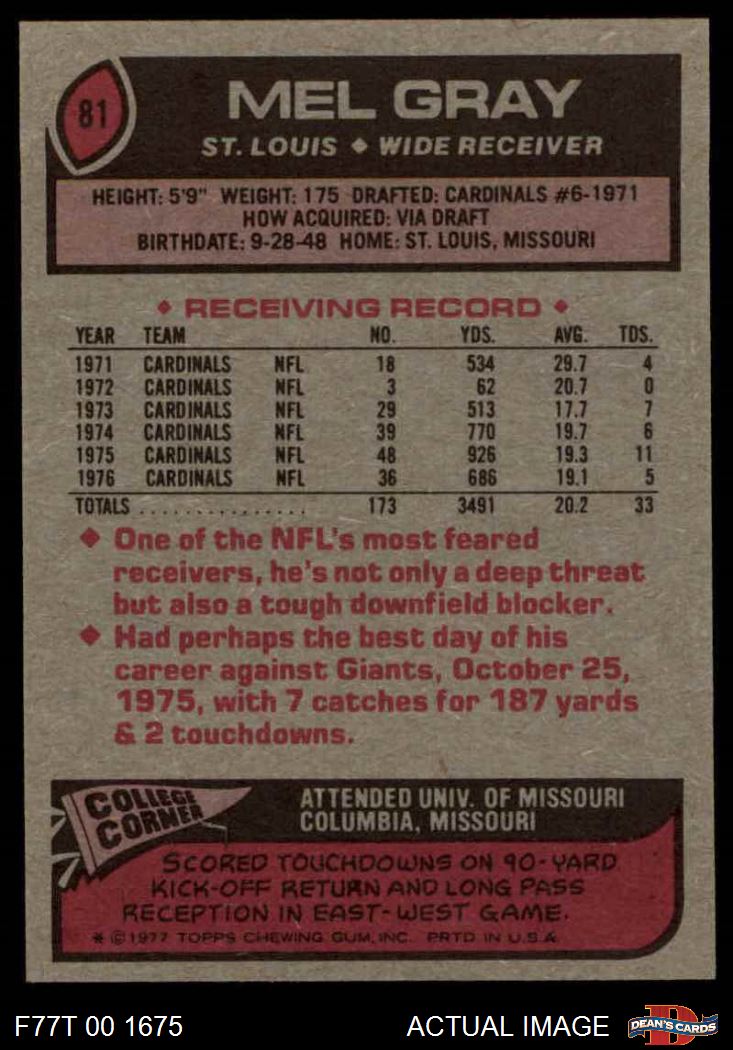 81
MEL GRAY
ST. LOUIS ◆ WIDE RECEIVER
HEIGHT: 5'9" WEIGHT: 175 DRAFTED: CARDINALS #6-1971
HOW ACQUIRED: VIA DRAFT
BIRTHDATE: 9-28-48 HOME: ST. LOUIS, MISSOURI
◆ RECEIVING RECORD ◆
YEAR TEAM NO. YDS. AVG. TDS.
1971 CARDINALS NFL 18 534 29.7 4
1972 CARDINALS NFL 3 62 20.7 0
1973 CARDINALS NFL 29 513 17.7 7
1974 CARDINALS NFL 39 770 19.7 6
1975 CARDINALS NFL 48 926 19.3 11
1976 CARDINALS NFL 36 686 19.1 5
TOTALS ............... 173 3491 20.2 33
◆ One of the NFL's most feared
receivers, he's not only a deep threat
but also a tough downfield blocker.
◆ Had perhaps the best day of his
career against Giants, October 25,
1975, with 7 catches for 187 yards
& 2 touchdowns.
COLLEGE
CORNER
ATTENDED UNIV. OF MISSOURI
COLUMBIA, MISSOURI
SCORED TOUCHDOWNS ON 90-YARD
KICK-OFF RETURN AND LONG PASS
RECEPTION IN EAST-WEST GAME.
* © 1977 TOPPS CHEWING GUM, INC. PRTD IN U.S.A.
F77T 00 1675
ACTUAL IMAGE
D
DEAN'S CARDS